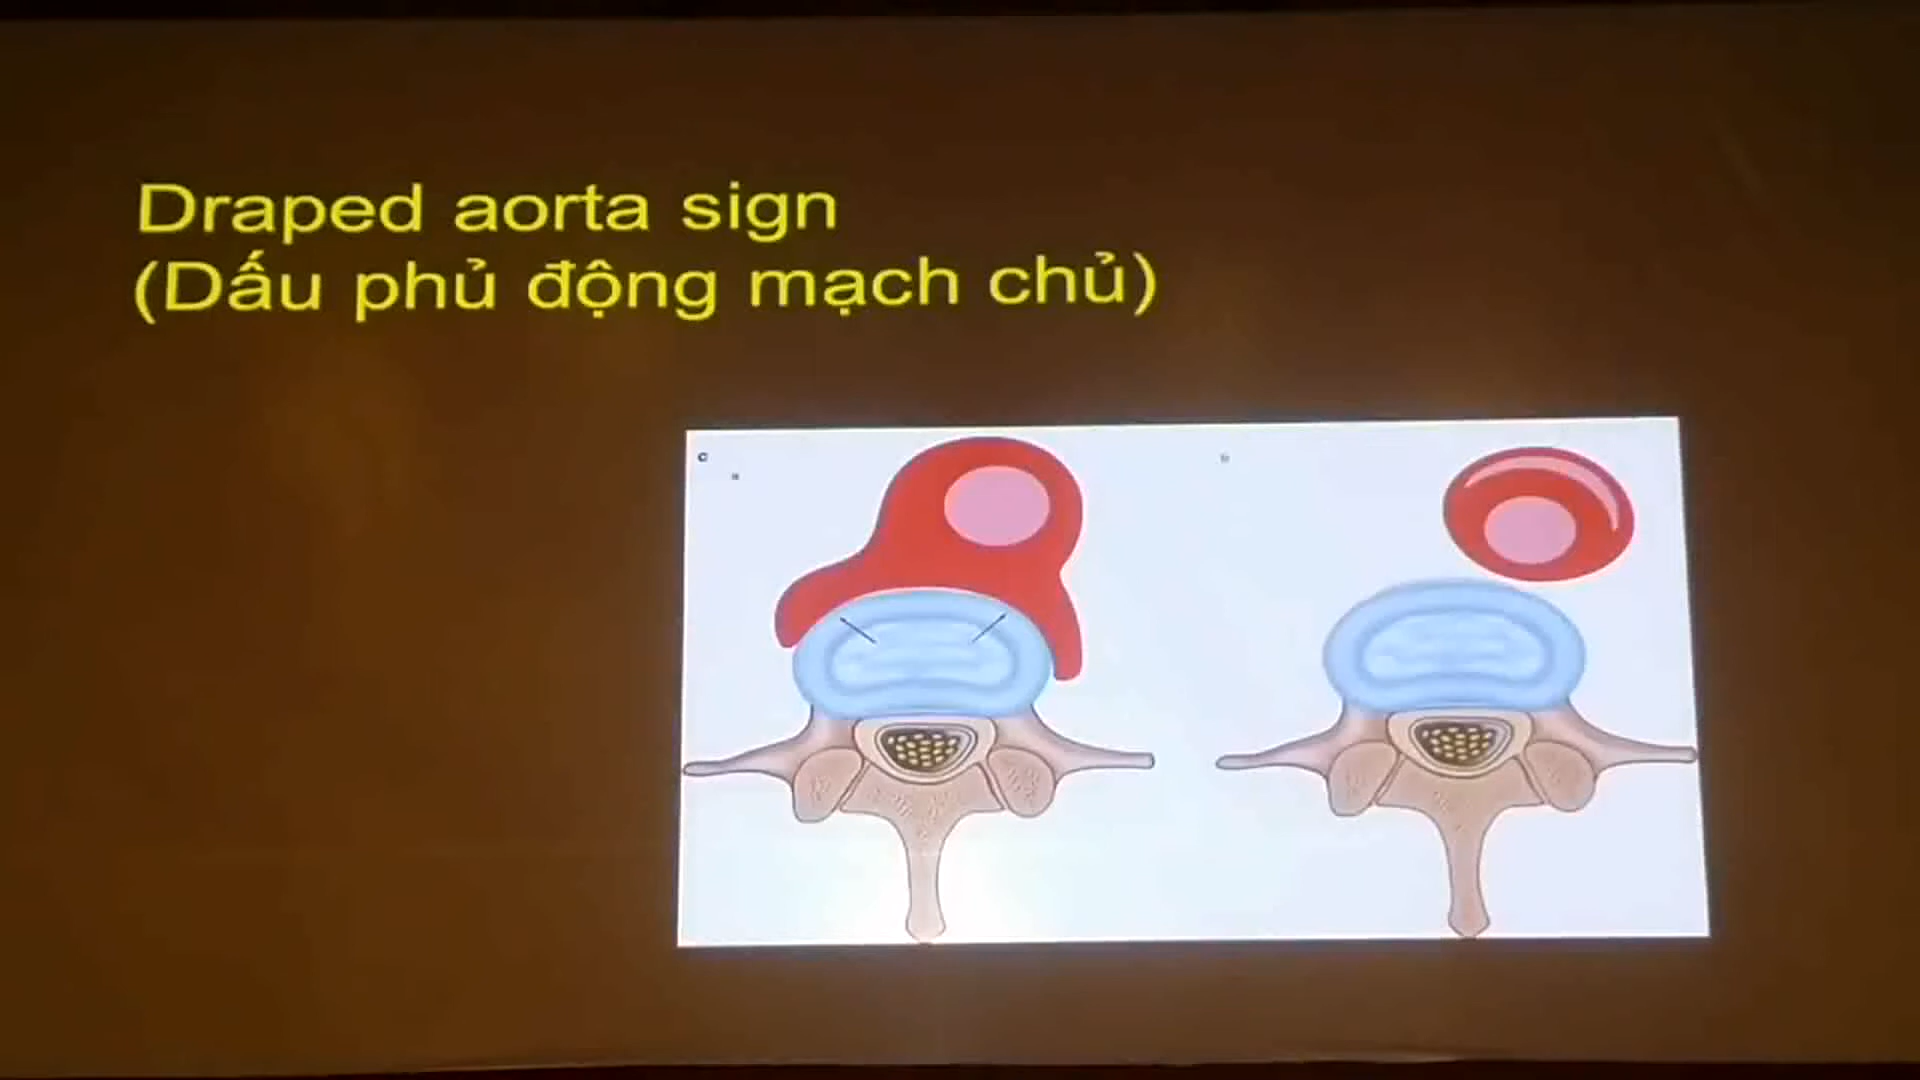 Draped aorta sign
(Dấu phủ động mạch chủ)